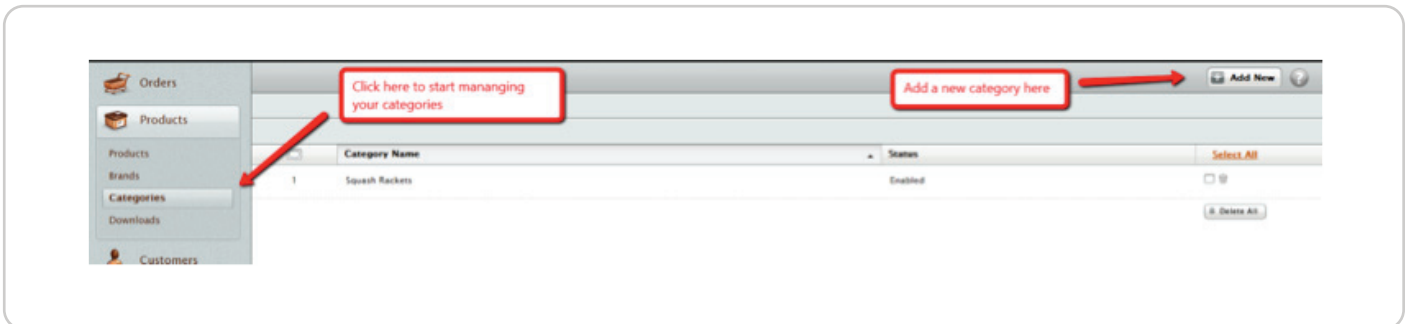 Orders
Click here to start mananging
your categories
Add a new category here
Add New
?
Products
Products
Category Name
Status
Select All
Brands
1
Squash Rackets
Enabled
Categories
Downloads
Delete All
Customers